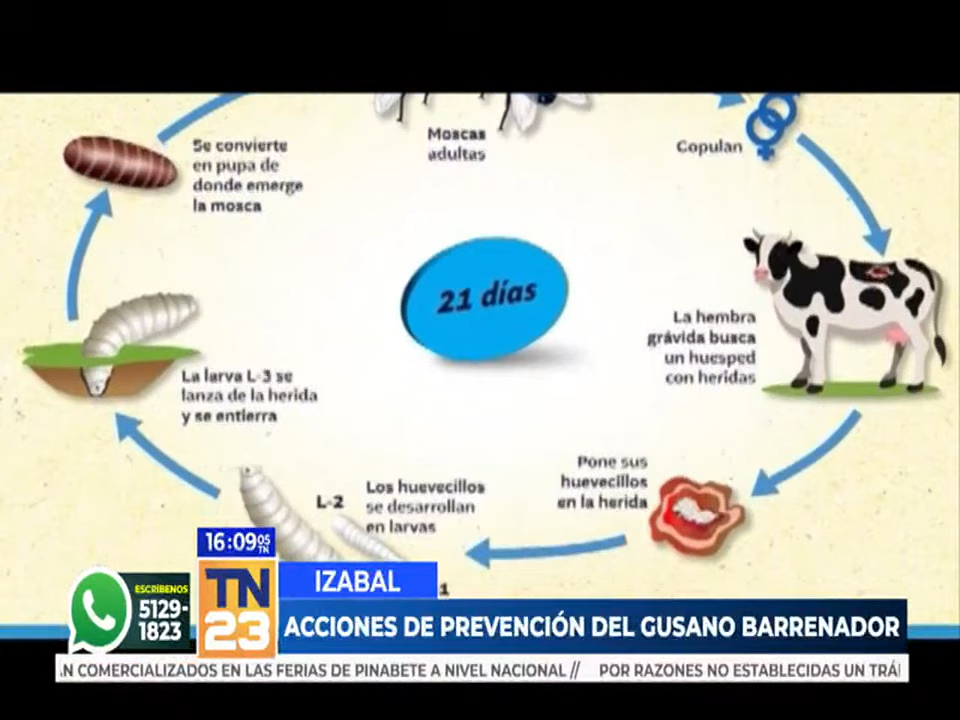 Se convierte
en pupa de
donde emerge
la mosca
Moscas
adultas
Copulan
21 días
La hembra
grávida busca
un huesped
con heridas
La larva L-3 se
lanza de la herida
y se entierra
Pone sus
huevecillos
en la herida
L-2
Los huevecillos
se desarrollan
en larvas
1
16:09 05
TN
ESCRÍBENOS
5129-
1823
TN
23
IZABAL
ACCIONES DE PREVENCIÓN DEL GUSANO BARRENADOR
N COMERCIALIZADOS EN LAS FERIAS DE PINABETE A NIVEL NACIONAL // POR RAZONES NO ESTABLECIDAS UN TRÁ